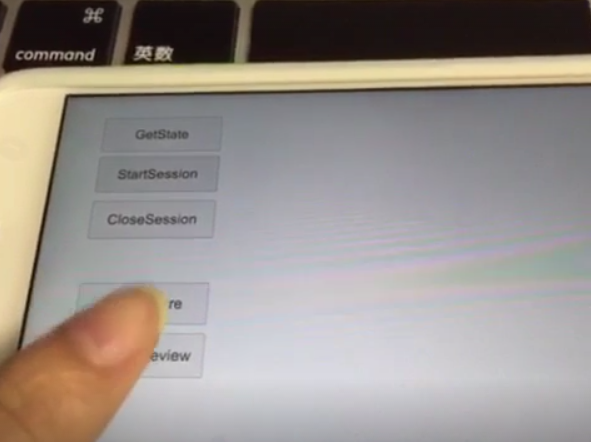 ⌘
command
英数
GetState
StartSession
CloseSession
re
eview